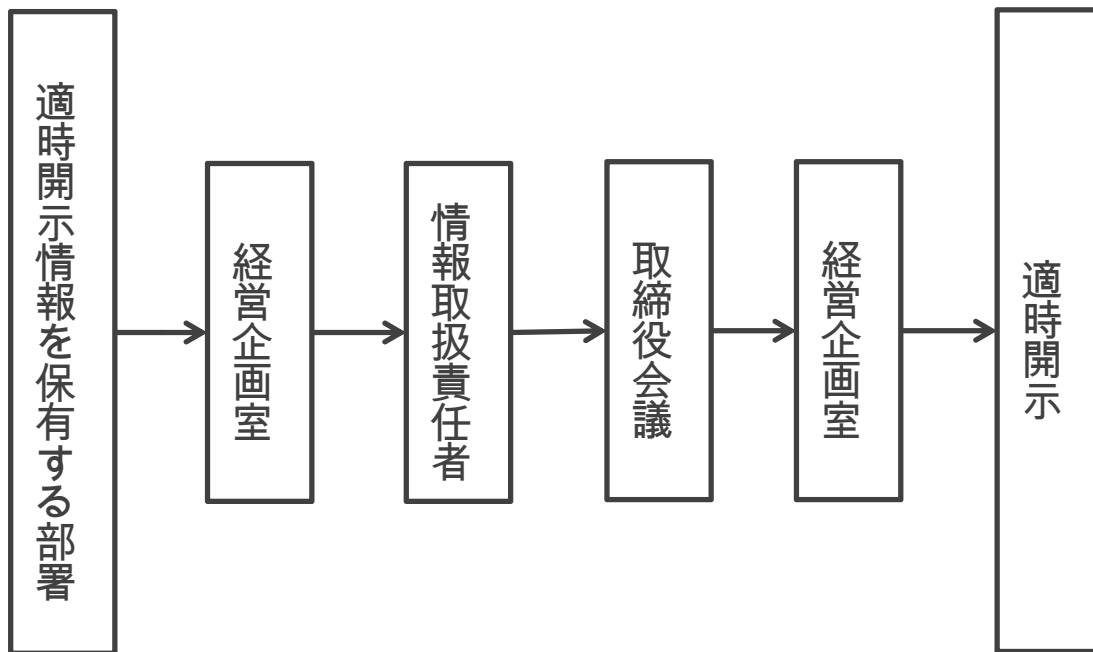 適時開示情報を保有する部署
経営企画室
情報取扱責任者
取締役会議
経営企画室
適時開示